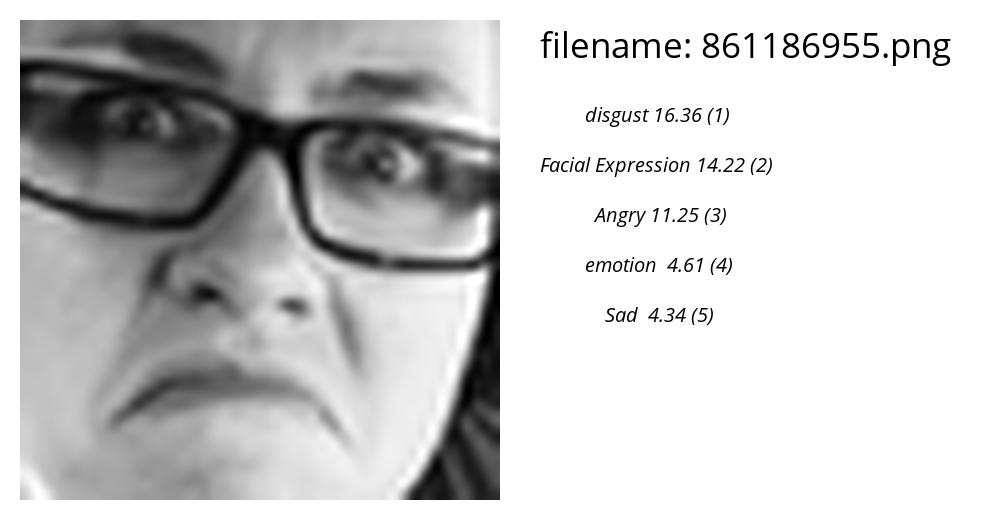 filename: 861186955.png
disgust 16.36 (1)
Facial Expression 14.22 (2)
Angry 11.25 (3)
emotion 4.61 (4)
Sad 4.34 (5)